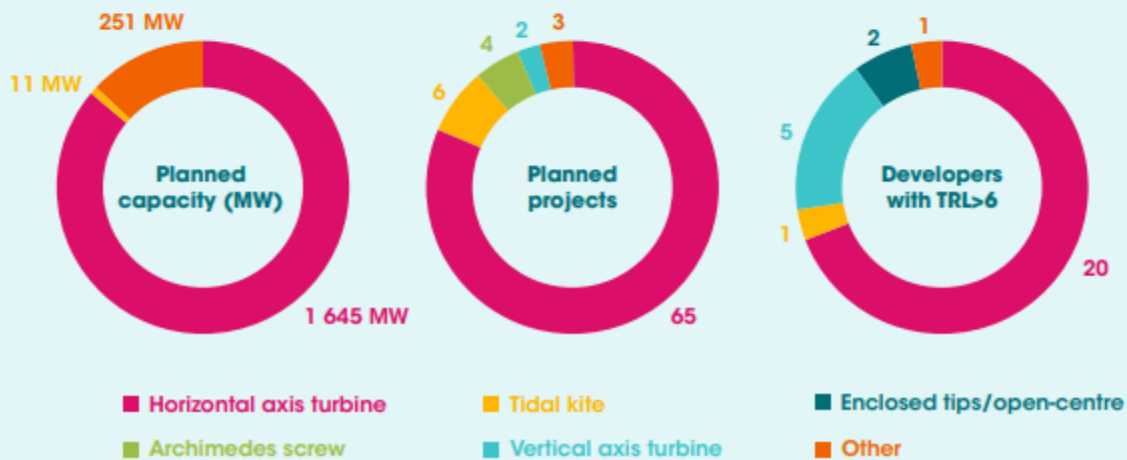 251 MW
11 MW
Planned
capacity (MW)
1 645 MW
3
2
4
6
Planned
projects
65
1
2
5
1
Developers
with TRL>6
20
Horizontal axis turbine
Tidal kite
Enclosed tips/open-centre
Archimedes screw
Vertical axis turbine
Other